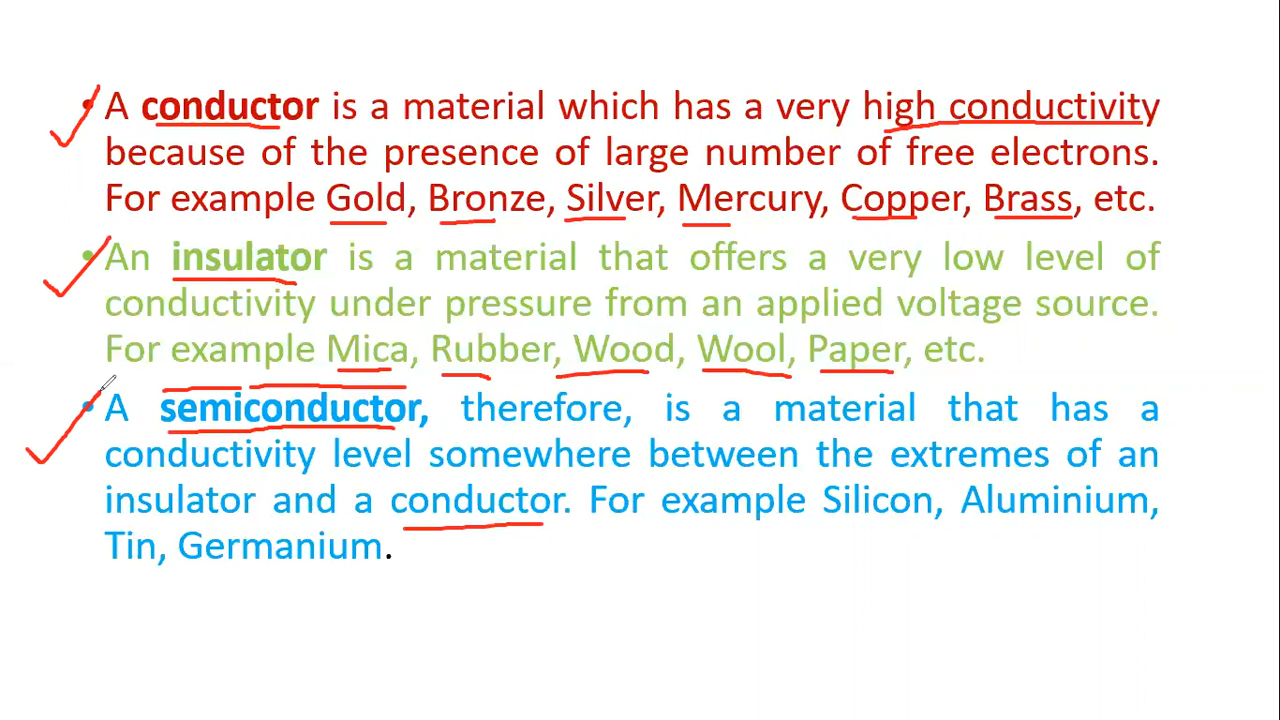 • A conductor is a material which has a very high conductivity
because of the presence of large number of free electrons.
For example Gold, Bronze, Silver, Mercury, Copper, Brass, etc.
• An insulator is a material that offers a very low level of
conductivity under pressure from an applied voltage source.
For example Mica, Rubber, Wood, Wool, Paper, etc.
• A semiconductor, therefore, is a material that has a
conductivity level somewhere between the extremes of an
insulator and a conductor. For example Silicon, Aluminium,
Tin, Germanium.